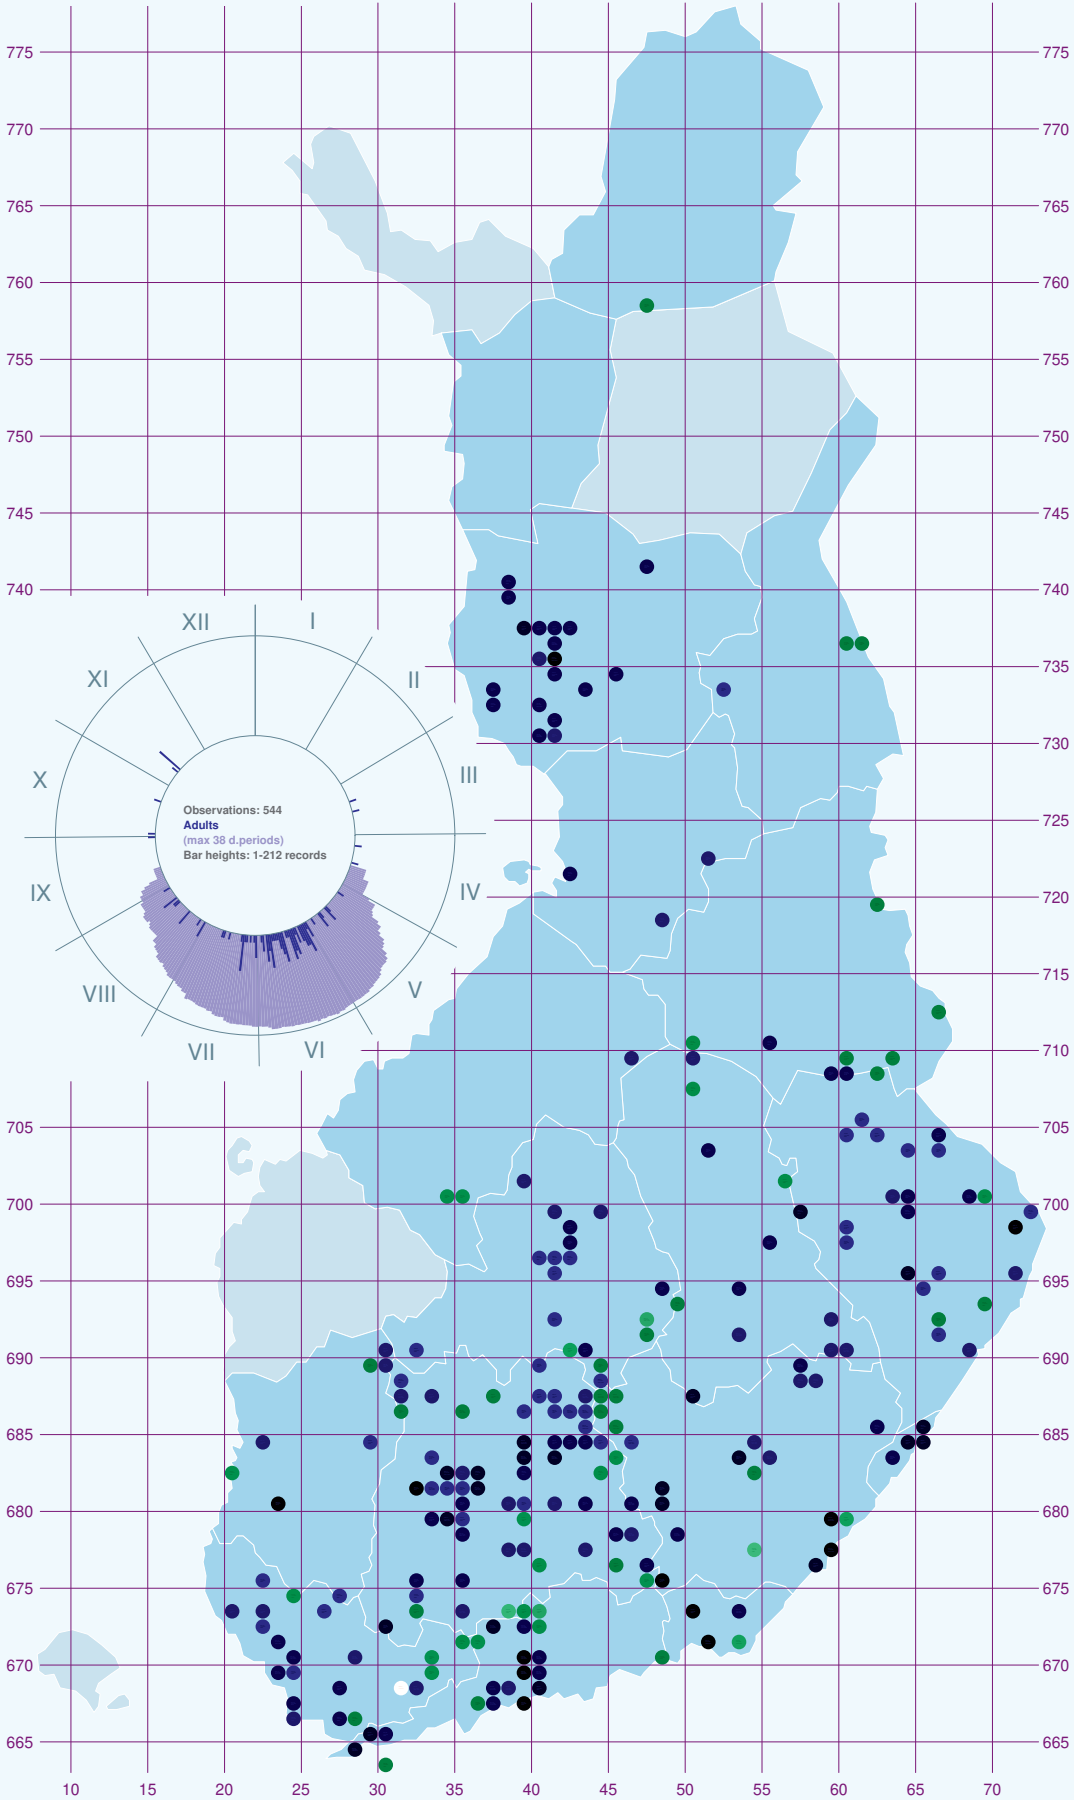 775 775
770 770
765 765
760 760
755 755
750 750
745 745
740 740
735 735
730 730
725 725
720 720
715 715
710 710
705 705
700 700
695 695
690 690
685 685
680 680
675 675
670 670
665 665
10 15 20 25 30 35 40 45 50 55 60 65 70
XII I
XI II
X III
IX IV
VIII V
VII VI
Observations: 544
Adults
(max 38 d.periods)
Bar heights: 1-212 records